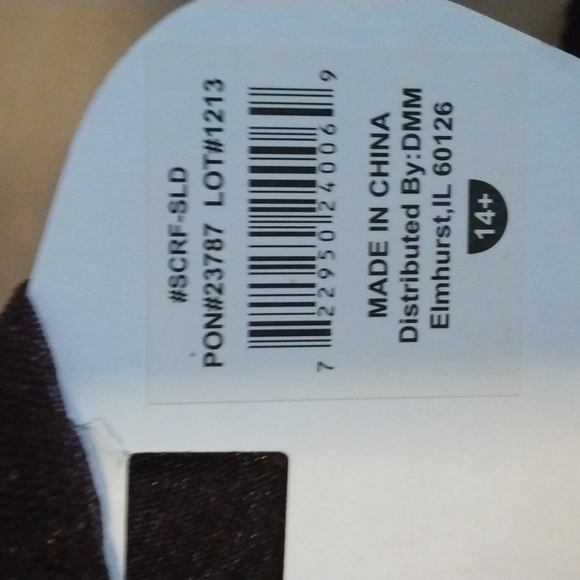 #SCRF-SLD
PON#23787 LOT#1213
7 22950 24006 9
MADE IN CHINA
Distributed By:DMM
Elmhurst,IL 60126
14+